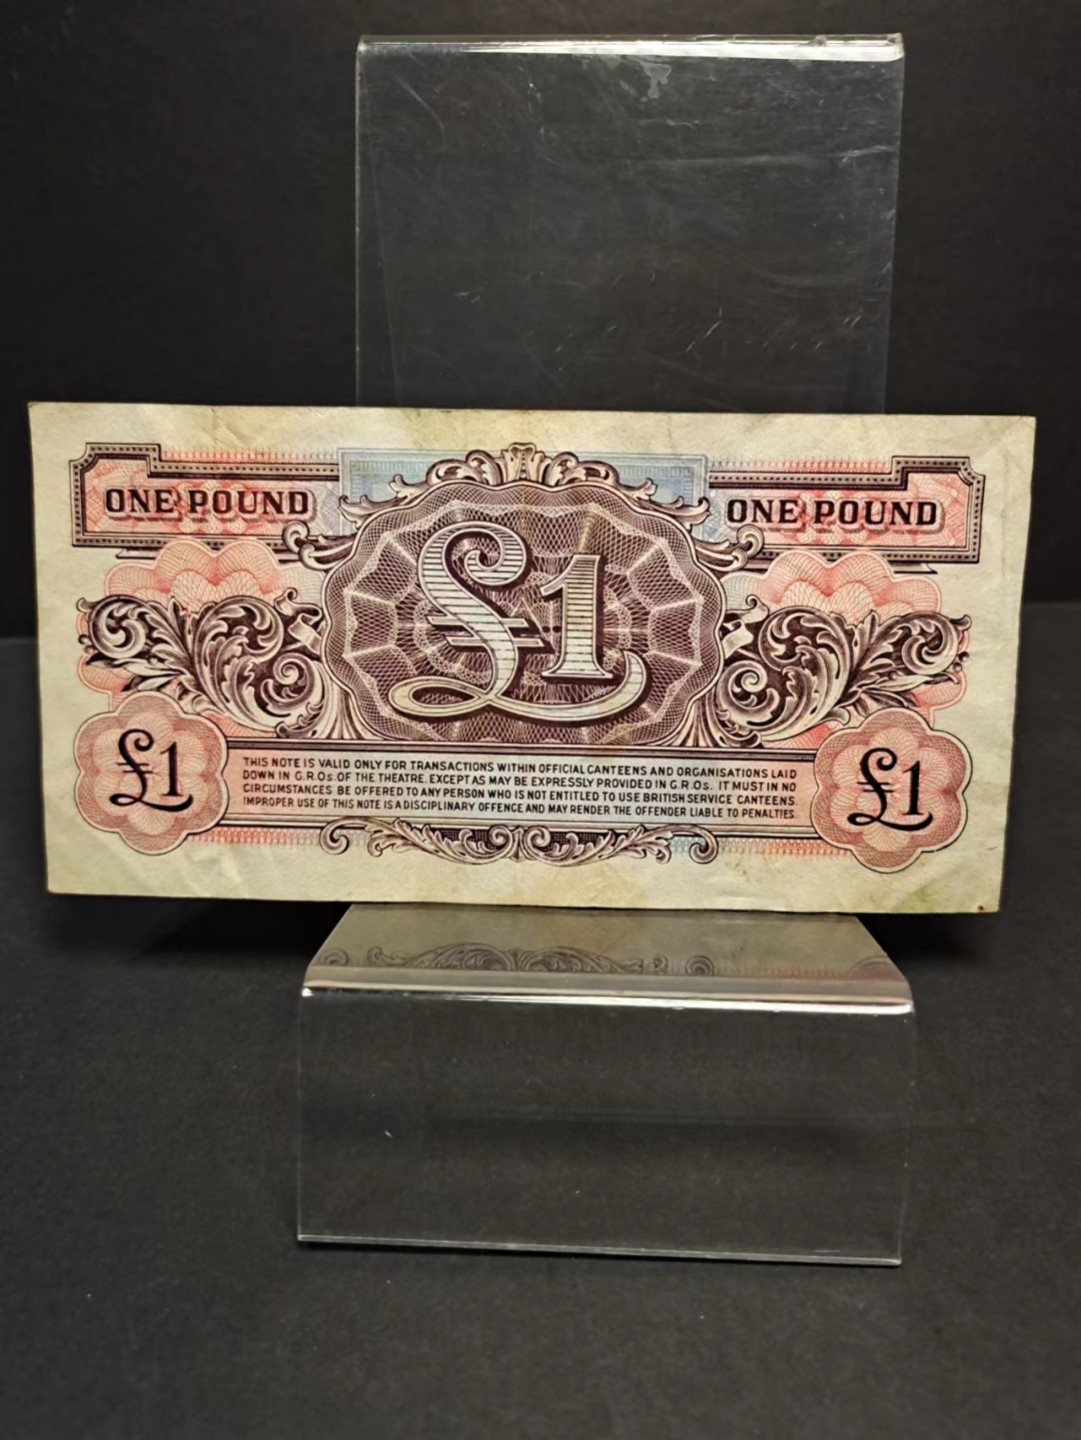 ONE POUND
ONE POUND
£1
£1
£1
THIS NOTE IS VALID ONLY FOR TRANSACTIONS WITHIN OFFICIAL CANTEENS AND ORGANISATIONS LAID
DOWN IN G.R.Os. OF THE THEATRE. EXCEPT AS MAY BE EXPRESSLY PROVIDED IN G.R.Os. IT MUST IN NO
CIRCUMSTANCES BE OFFERED TO ANY PERSON WHO IS NOT ENTITLED TO USE BRITISH SERVICE CANTEENS.
IMPROPER USE OF THIS NOTE IS A DISCIPLINARY OFFENCE AND MAY RENDER THE OFFENDER LIABLE TO PENALTIES.